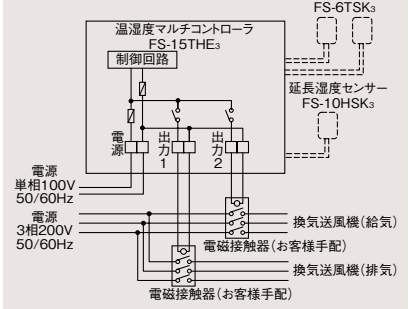 FS-6TSK₃
温湿度マルチコントローラ
FS-15THE₃
制御回路
延長湿度センサー
FS-10HSK₃
電源
出力1
出力2
電源
単相100V
50/60Hz
電源
3相200V
50/60Hz
換気送風機(給気)
電磁接触器(お客様手配)
換気送風機(排気)
電磁接触器(お客様手配)